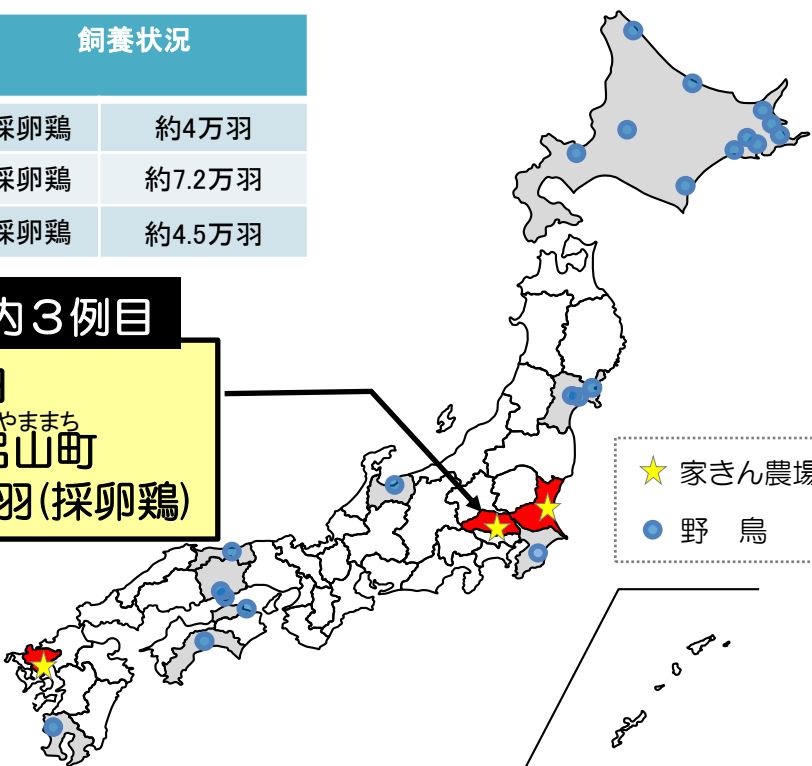 飼養状況
採卵鶏 約4万羽
採卵鶏 約7.2万羽
採卵鶏 約4.5万羽
内３例目
やままち
山町
羽(採卵鶏)
家きん農場
野 鳥